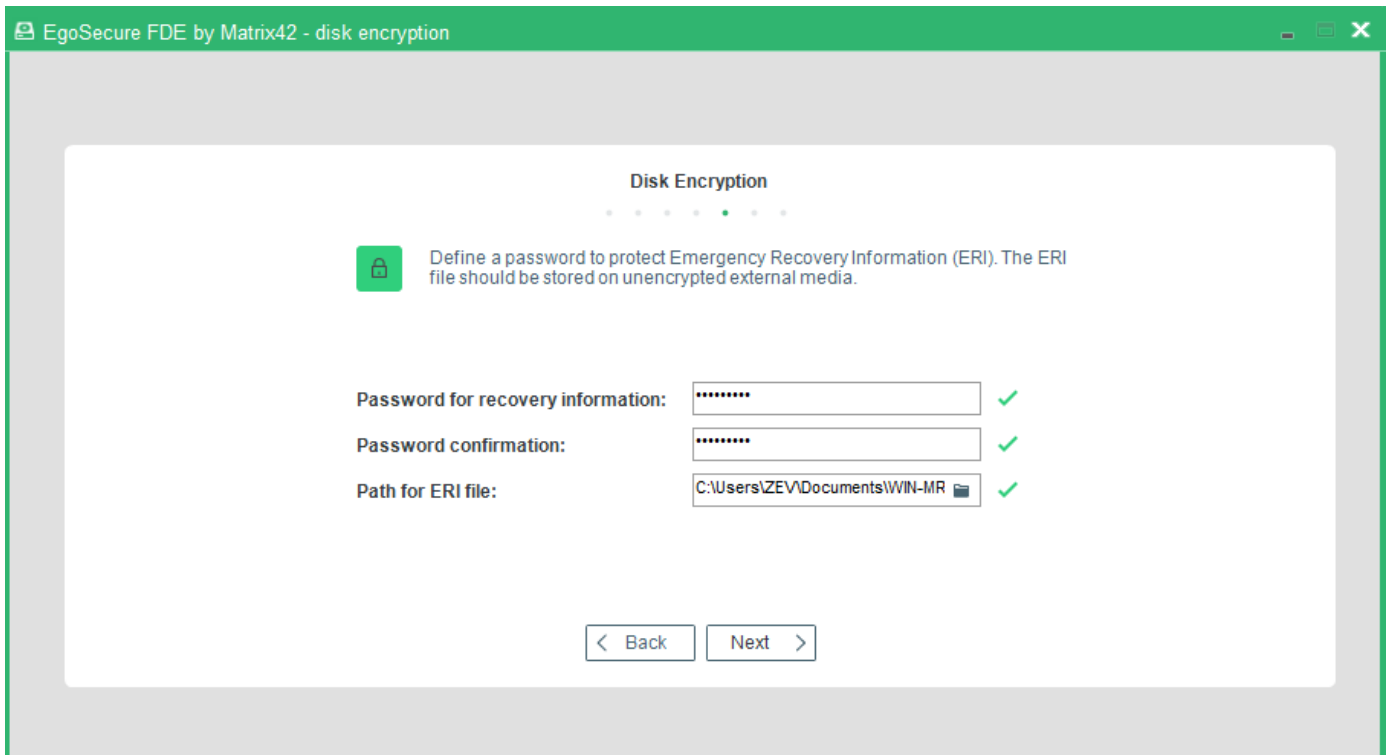 EgoSecure FDE by Matrix42 - disk encryption
Disk Encryption
Define a password to protect Emergency Recovery Information (ERI). The ERI
file should be stored on unencrypted external media.
Password for recovery information: •••••••••
Password confirmation: •••••••••
Path for ERI file: C:\Users\ZEV\Documents\WIN-MR
Back Next